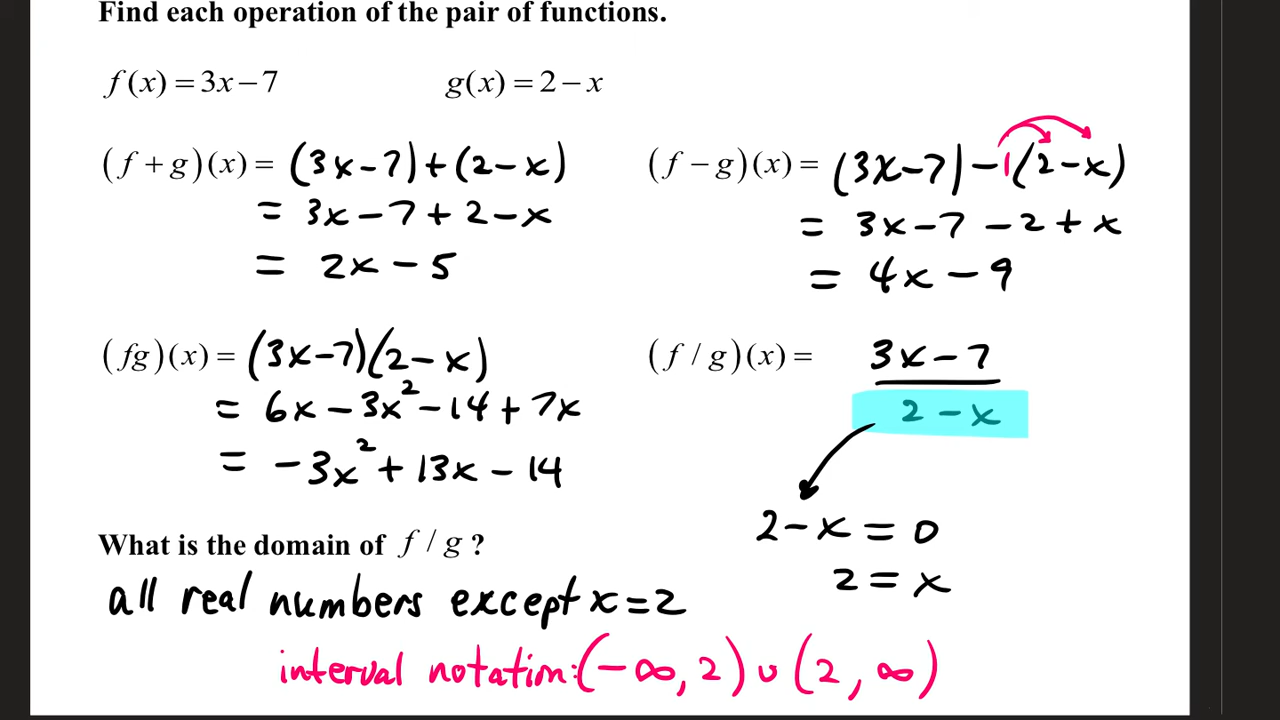 Find each operation of the pair of functions.
f(x) = 3x − 7 g(x) = 2 − x
(f + g)(x) = (3x − 7) + (2 − x)
= 3x − 7 + 2 − x
= 2x − 5
(f − g)(x) = (3x − 7) − 1(2 − x)
= 3x − 7 − 2 + x
= 4x − 9
(fg)(x) = (3x − 7)(2 − x)
= 6x − 3x² − 14 + 7x
= −3x² + 13x − 14
(f / g)(x) = 3x − 7
2 − x
2 − x = 0
2 = x
What is the domain of f / g ?
all real numbers except x = 2
interval notation: (−∞, 2) ∪ (2, ∞)